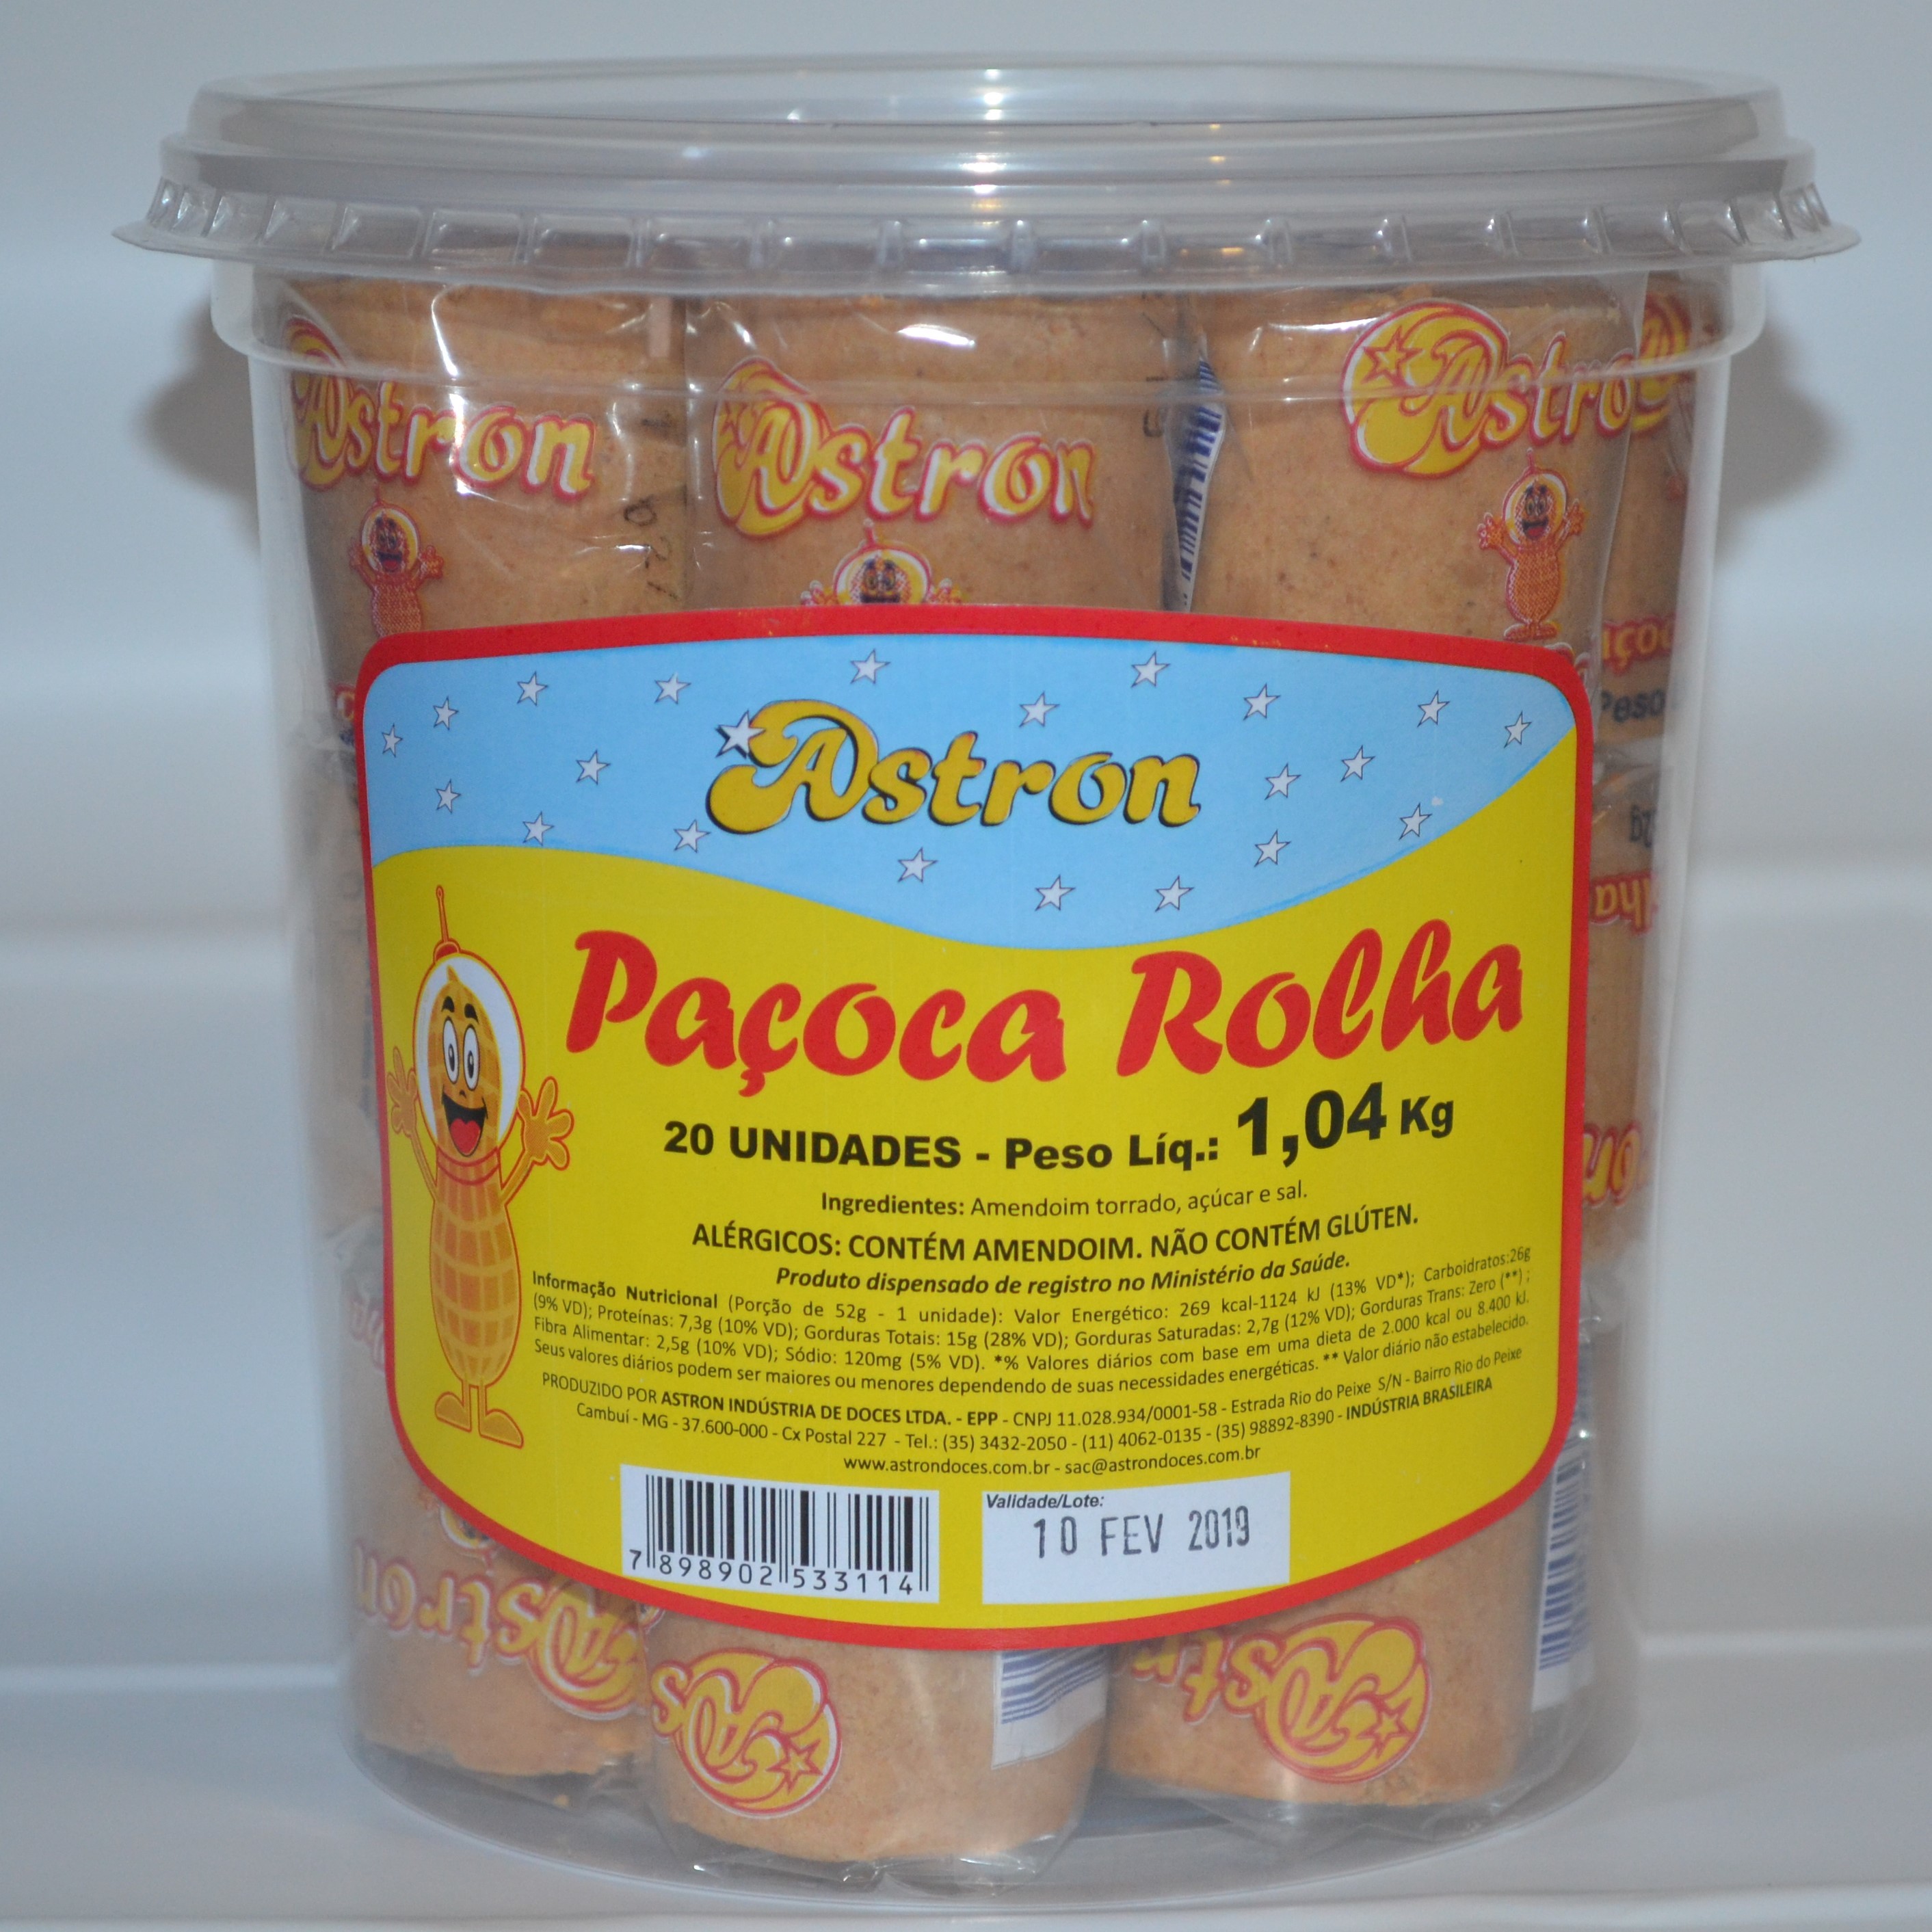 Astron
Astron
Astro
Peso
Astron
Paçoca Rolha
20 UNIDADES - Peso Líq.: 1,04 Kg
Ingredientes: Amendoim torrado, açúcar e sal.
ALÉRGICOS: CONTÉM AMENDOIM. NÃO CONTÉM GLÚTEN.
Produto dispensado de registro no Ministério da Saúde.
Informação Nutricional (Porção de 52g - 1 unidade): Valor Energético: 269 kcal-1124 kJ (13% VD*); Carboidratos:26g
(9% VD); Proteínas: 7,3g (10% VD); Gorduras Totais: 15g (28% VD); Gorduras Saturadas: 2,7g (12% VD); Gorduras Trans: Zero (**) ;
Fibra Alimentar: 2,5g (10% VD); Sódio: 120mg (5% VD). *% Valores diários com base em uma dieta de 2.000 kcal ou 8.400 kJ.
Seus valores diários podem ser maiores ou menores dependendo de suas necessidades energéticas. ** Valor diário não estabelecido.
PRODUZIDO POR ASTRON INDÚSTRIA DE DOCES LTDA. - EPP - CNPJ 11.028.934/0001-58 - Estrada Rio do Peixe S/N - Bairro Rio do Peixe
Cambuí - MG - 37.600-000 - Cx Postal 227 - Tel.: (35) 3432-2050 - (11) 4062-0135 - (35) 98892-8390 - INDÚSTRIA BRASILEIRA
www.astrondoces.com.br - sac@astrondoces.com.br
Validade/Lote:
10 FEV 2019
7 898902 533114
Astron